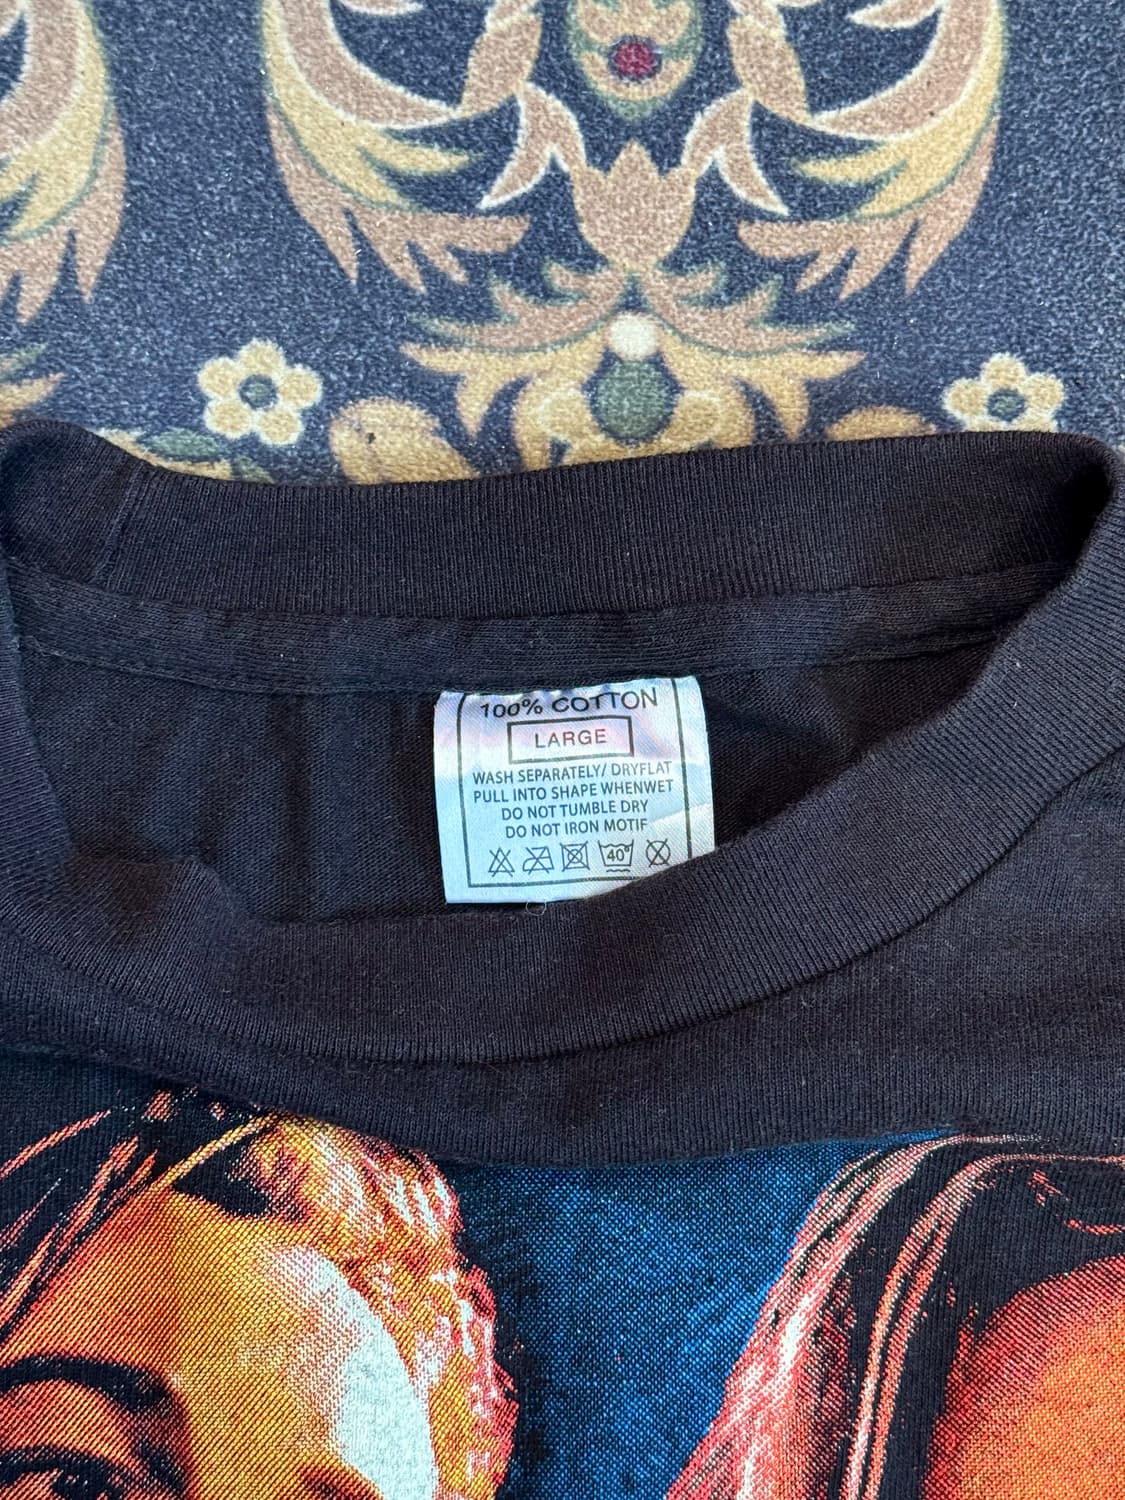 100% COTTON
LARGE
WASH SEPARATELY/ DRYFLAT
PULL INTO SHAPE WHENWET
DO NOT TUMBLE DRY
DO NOT IRON MOTIF
40°